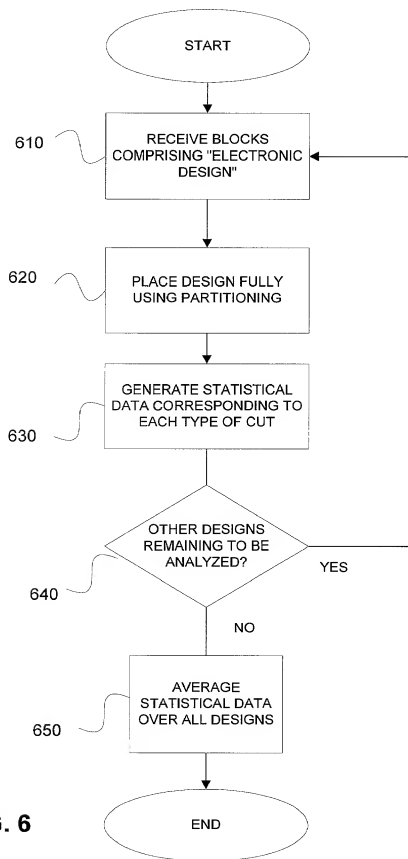 START
610
RECEIVE BLOCKS
COMPRISING "ELECTRONIC
DESIGN"
620
PLACE DESIGN FULLY
USING PARTITIONING
GENERATE STATISTICAL
DATA CORRESPONDING TO
EACH TYPE OF CUT
630
OTHER DESIGNS
REMAINING TO BE
ANALYZED?
YES
640
NO
AVERAGE
STATISTICAL DATA
OVER ALL DESIGNS
650
. 6
END